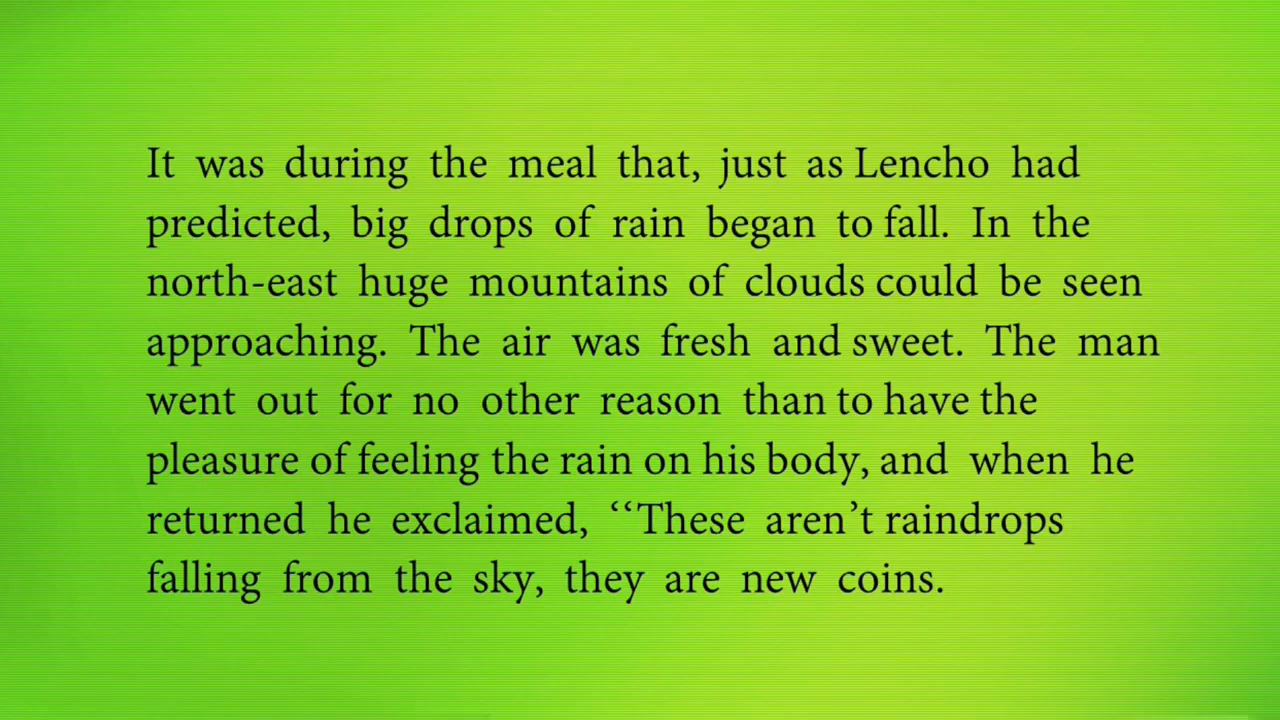 It was during the meal that, just as Lencho had
predicted, big drops of rain began to fall. In the
north-east huge mountains of clouds could be seen
approaching. The air was fresh and sweet. The man
went out for no other reason than to have the
pleasure of feeling the rain on his body, and when he
returned he exclaimed, ‘‘These aren’t raindrops
falling from the sky, they are new coins.